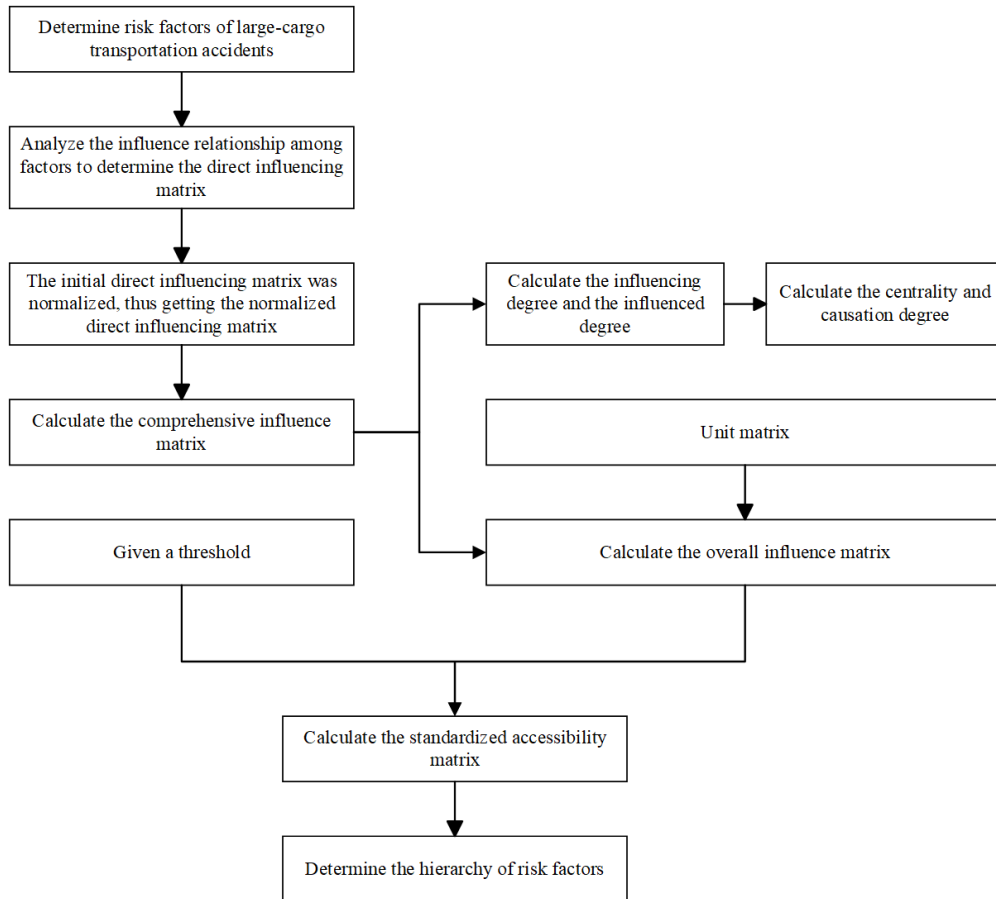 Determine risk factors of large-cargo
transportation accidents
Analyze the influence relationship among
factors to determine the direct influencing
matrix
The initial direct influencing matrix was
normalized, thus getting the normalized
direct influencing matrix
Calculate the influencing
degree and the influenced
degree
Calculate the centrality and
causation degree
Calculate the comprehensive influence
matrix
Unit matrix
Given a threshold
Calculate the overall influence matrix
Calculate the standardized accessibility
matrix
Determine the hierarchy of risk factors